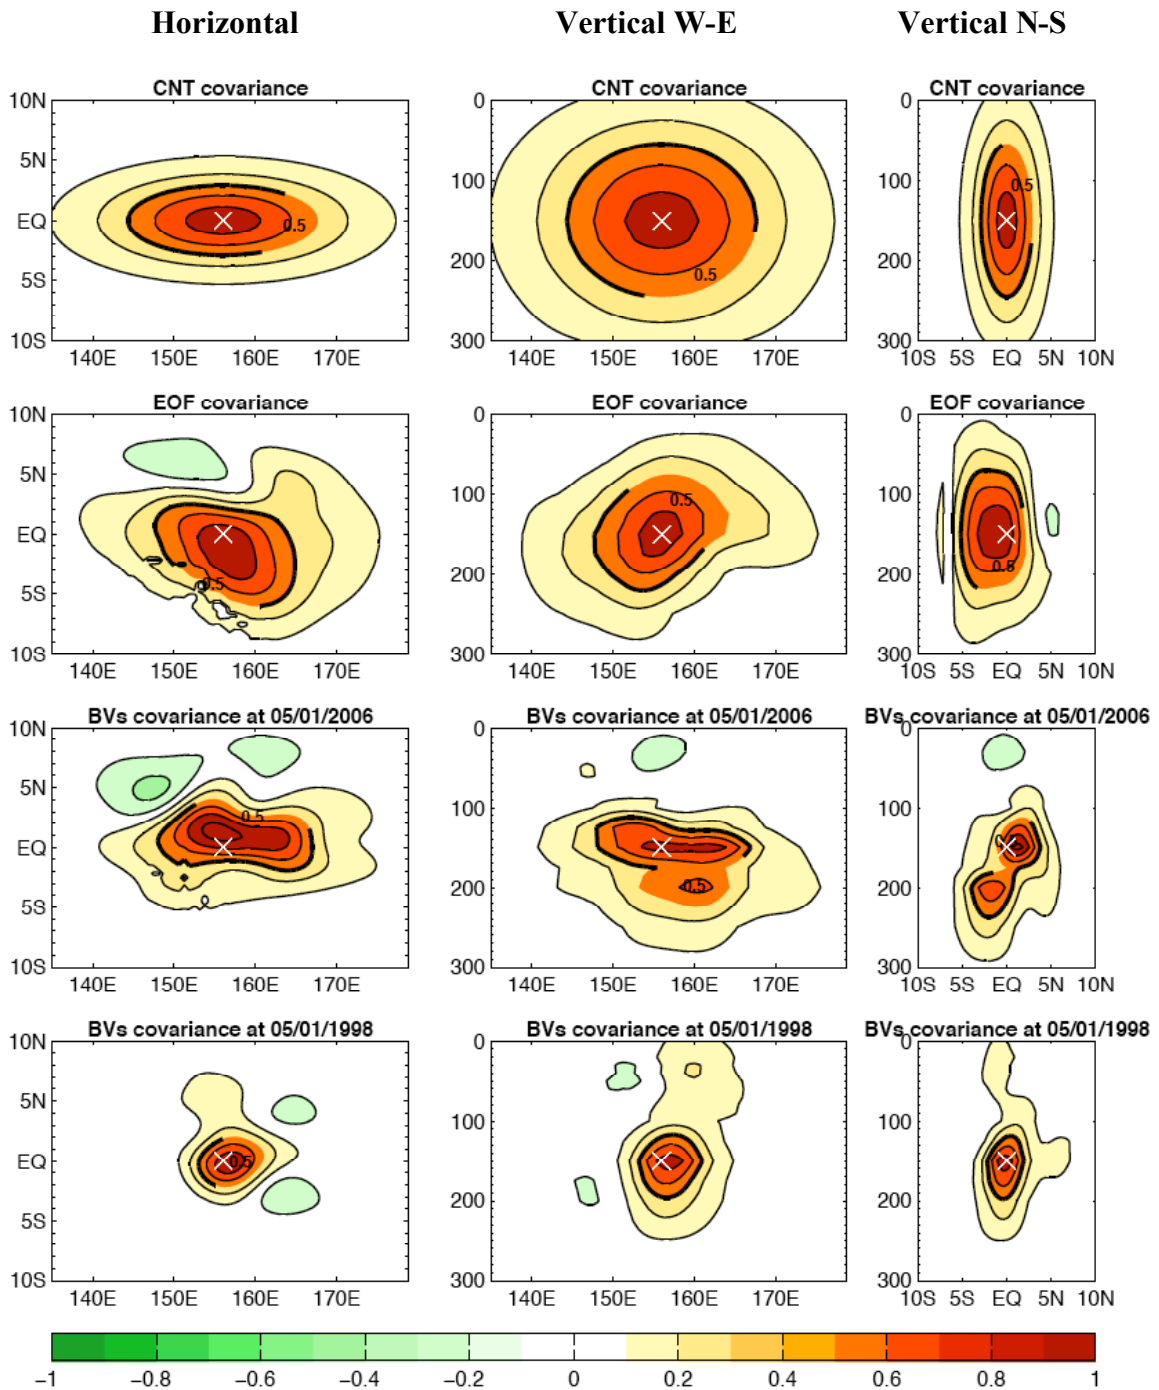 Horizontal Vertical W-E Vertical N-S
CNT covariance CNT covariance CNT covariance
10N 5N EQ 5S 10S
0.5
140E 150E 160E 170E
0 100 200 300
0.5
140E 150E 160E 170E
0 100 200 300
0.5
10S 5S EQ 5N 10N
EOF covariance EOF covariance EOF covariance
10N 5N EQ 5S 10S
0.5
140E 150E 160E 170E
0 100 200 300
0.5
140E 150E 160E 170E
0 100 200 300
0.5
10S 5S EQ 5N 10N
BVs covariance at 05/01/2006 BVs covariance at 05/01/2006 BVs covariance at 05/01/2006
10N 5N EQ 5S 10S
0.5
140E 150E 160E 170E
0 100 200 300
0.5
140E 150E 160E 170E
0 100 200 300
10S 5S EQ 5N 10N
BVs covariance at 05/01/1998 BVs covariance at 05/01/1998 BVs covariance at 05/01/1998
10N 5N EQ 5S 10S
0.5
140E 150E 160E 170E
0 100 200 300
140E 150E 160E 170E
0 100 200 300
10S 5S EQ 5N 10N
−1 −0.8 −0.6 −0.4 −0.2 0 0.2 0.4 0.6 0.8 1